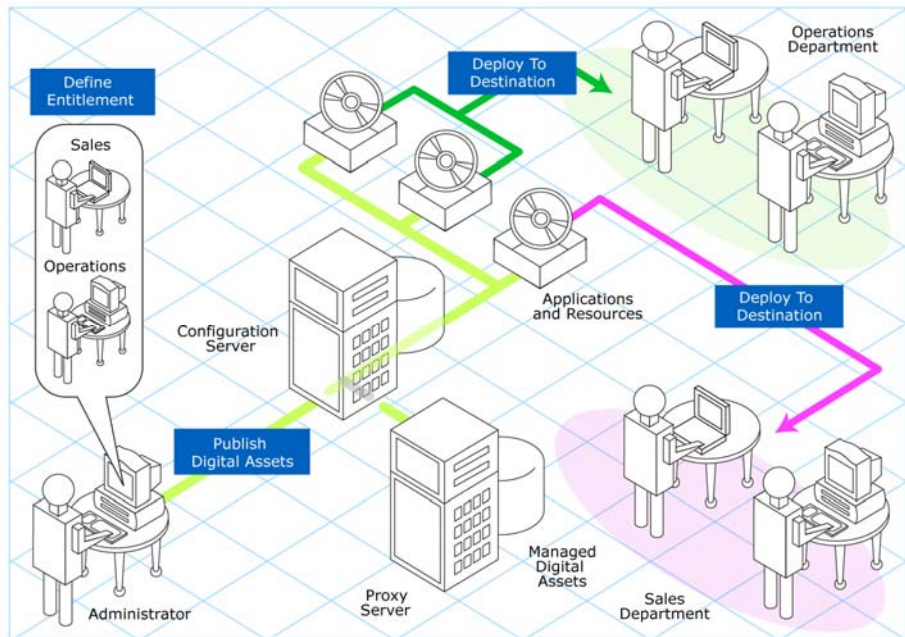 Define
Entitlement
Sales
Operations
Deploy To
Destination
Operations
Department
Configuration
Server
Applications
and Resources
Deploy To
Destination
Publish
Digital Assets
Administrator
Proxy
Server
Managed
Digital
Assets
Sales
Department